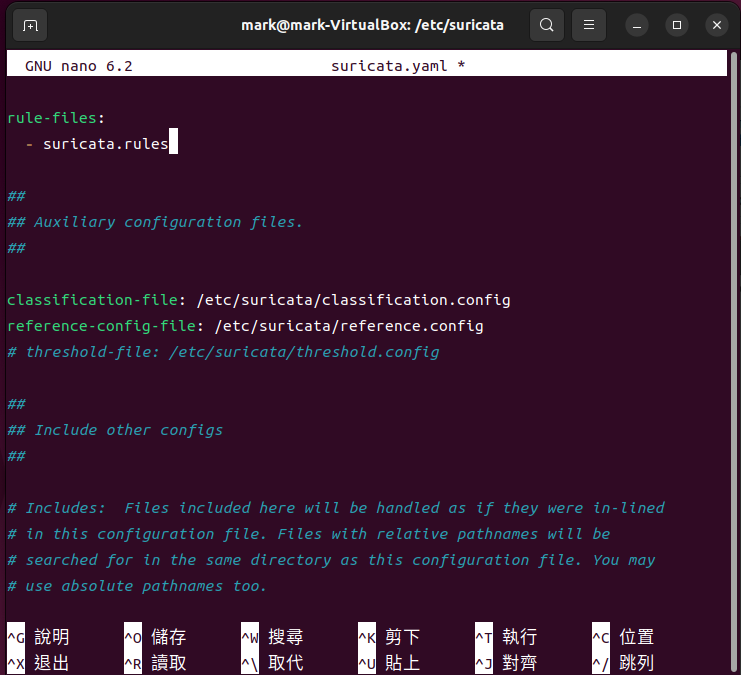 mark@mark-VirtualBox: /etc/suricata
GNU nano 6.2 suricata.yaml *
rule-files:
- suricata.rules
##
## Auxiliary configuration files.
##
classification-file: /etc/suricata/classification.config
reference-config-file: /etc/suricata/reference.config
# threshold-file: /etc/suricata/threshold.config
##
## Include other configs
##
# Includes:  Files included here will be handled as if they were in-lined
# in this configuration file. Files with relative pathnames will be
# searched for in the same directory as this configuration file. You may
# use absolute pathnames too.
^G 說明 ^O 儲存 ^W 搜尋 ^K 剪下 ^T 執行 ^C 位置
^X 退出 ^R 讀取 ^\ 取代 ^U 貼上 ^J 對齊 ^/ 跳列